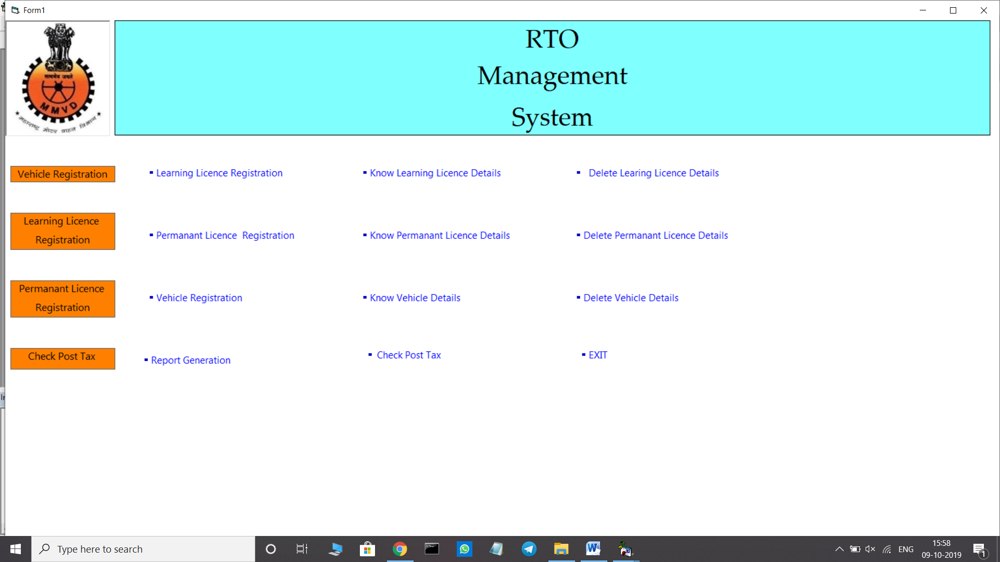 Form1
RTO
Management
System
सत्यमेव जयते
MMVD
महाराष्ट्र मोटर वाहन विभाग
Vehicle Registration
▪ Learning Licence Registration
▪ Know Learning Licence Details
▪ Delete Learing Licence Details
Learning Licence
Registration
▪ Permanant Licence Registration
▪ Know Permanant Licence Details
▪ Delete Permanant Licence Details
Permanant Licence
Registration
▪ Vehicle Registration
▪ Know Vehicle Details
▪ Delete Vehicle Details
Check Post Tax
▪ Report Generation
▪ Check Post Tax
▪ EXIT
Type here to search
ENG
15:58
09-10-2019
1